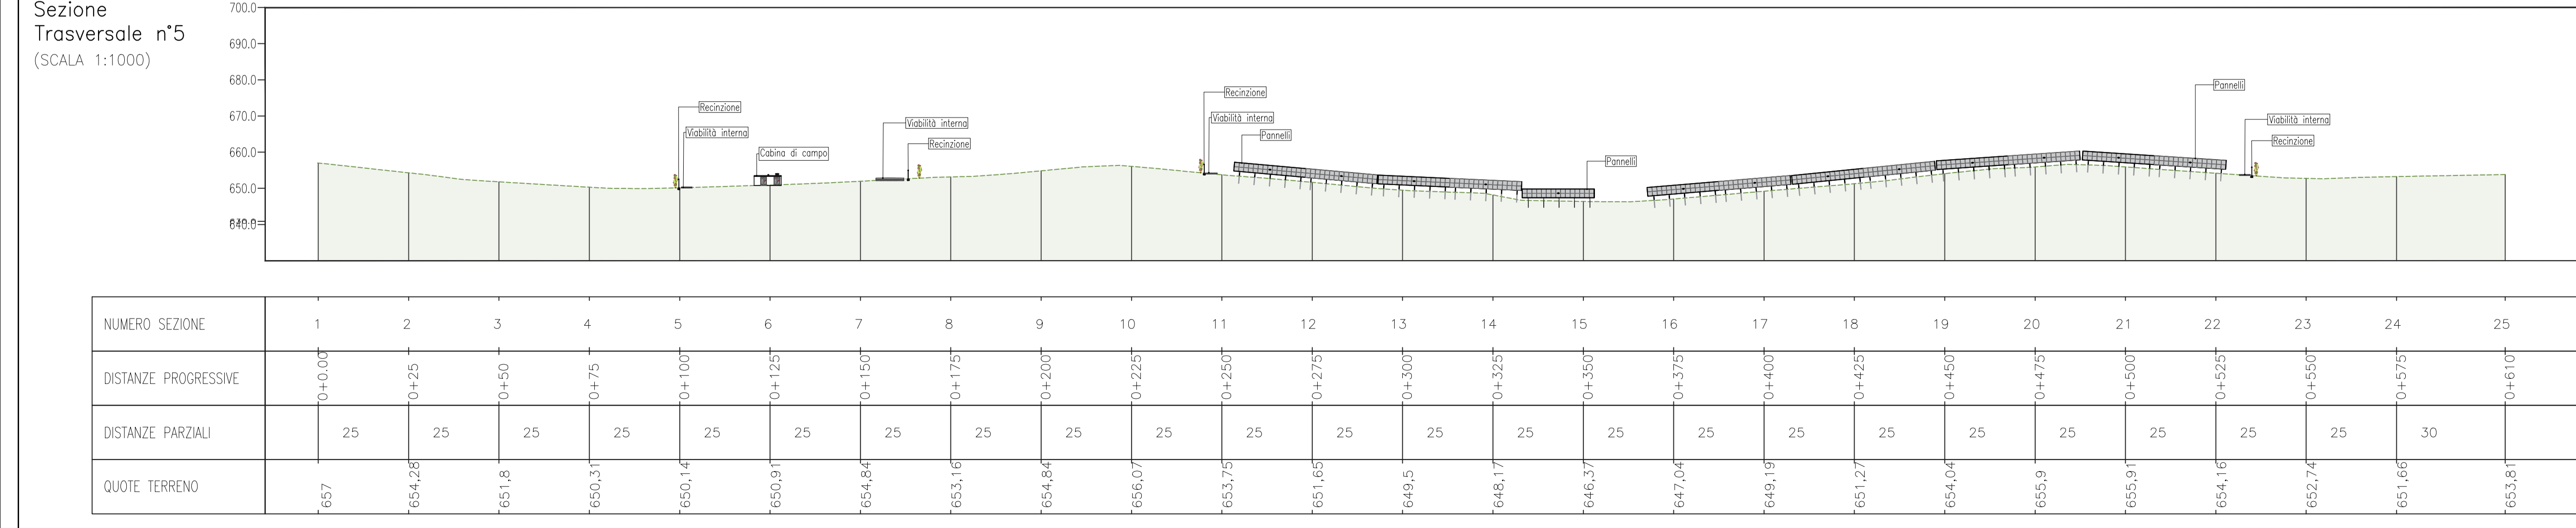 Sezione
Trasversale n°5
(SCALA 1:1000)
700.0
690.0
680.0
670.0
660.0
650.0
640.0
Recinzione
Viabilità interna
Cabina di campo
Viabilità interna
Recinzione
Recinzione
Viabilità interna
Pannelli
Pannelli
Pannelli
Viabilità interna
Recinzione
NUMERO SEZIONE 1 2 3 4 5 6 7 8 9 10 11 12 13 14 15 16 17 18 19 20 21 22 23 24 25
DISTANZE PROGRESSIVE 0+0.00 0+25 0+50 0+75 0+100 0+125 0+150 0+175 0+200 0+225 0+250 0+275 0+300 0+325 0+350 0+375 0+400 0+425 0+450 0+475 0+500 0+525 0+550 0+575 0+610
DISTANZE PARZIALI 25 25 25 25 25 25 25 25 25 25 25 25 25 25 25 25 25 25 25 25 25 25 25 30
QUOTE TERRENO 657 654,28 651,8 650,31 650,14 650,91 654,84 653,16 654,84 656,07 653,75 651,65 649,5 648,17 646,37 647,04 649,19 651,27 654,04 655,9 655,91 654,16 652,74 651,66 653,81